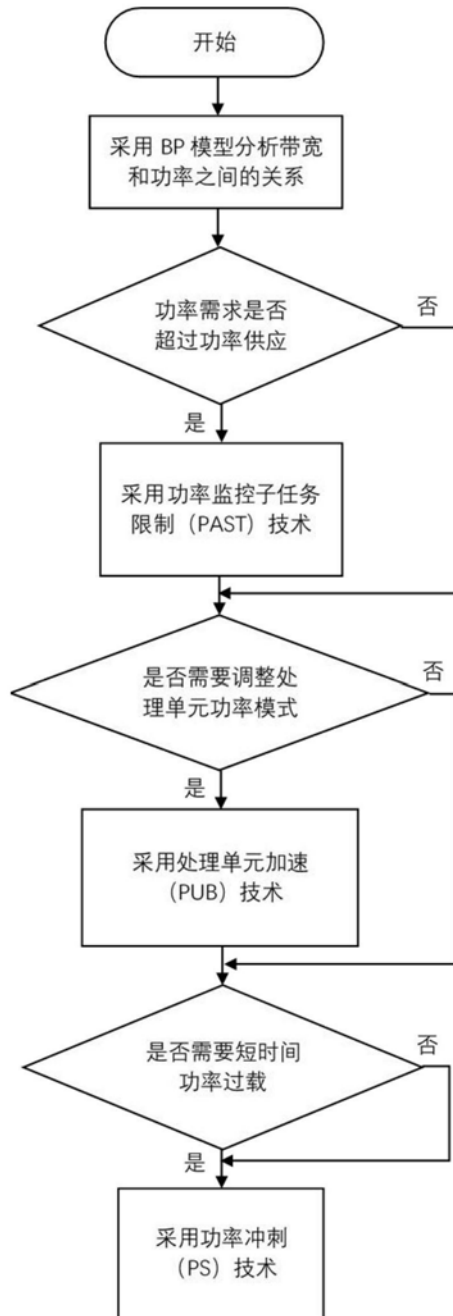 开始
采用 BP 模型分析带宽
和功率之间的关系
功率需求是否
超过功率供应
否
是
采用功率监控子任务
限制（PAST）技术
是否需要调整处
理单元功率模式
否
是
采用处理单元加速
（PUB）技术
是否需要短时间
功率过载
否
是
采用功率冲刺
（PS）技术